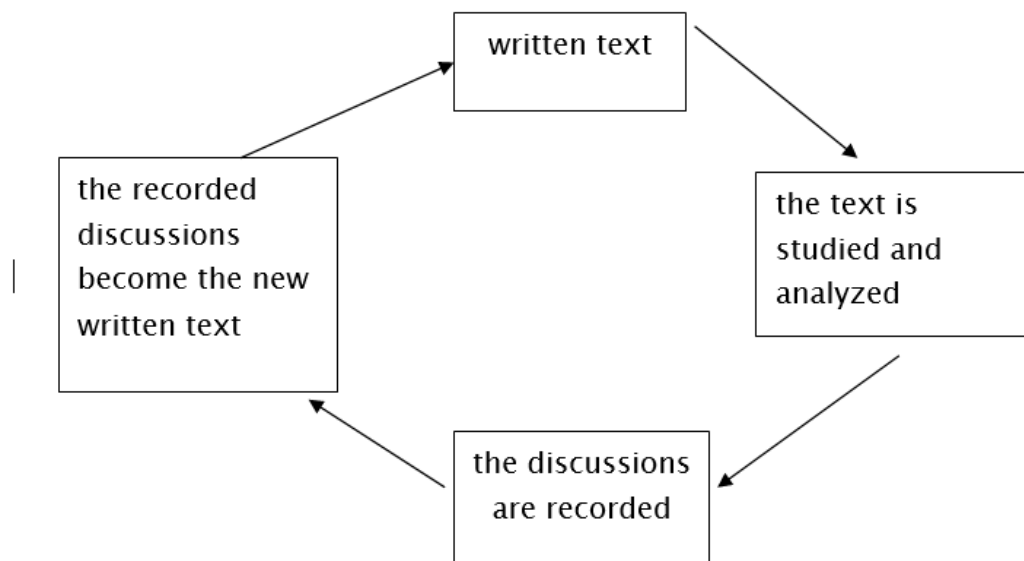 written text
the text is
studied and
analyzed
the discussions
are recorded
the recorded
discussions
become the new
written text